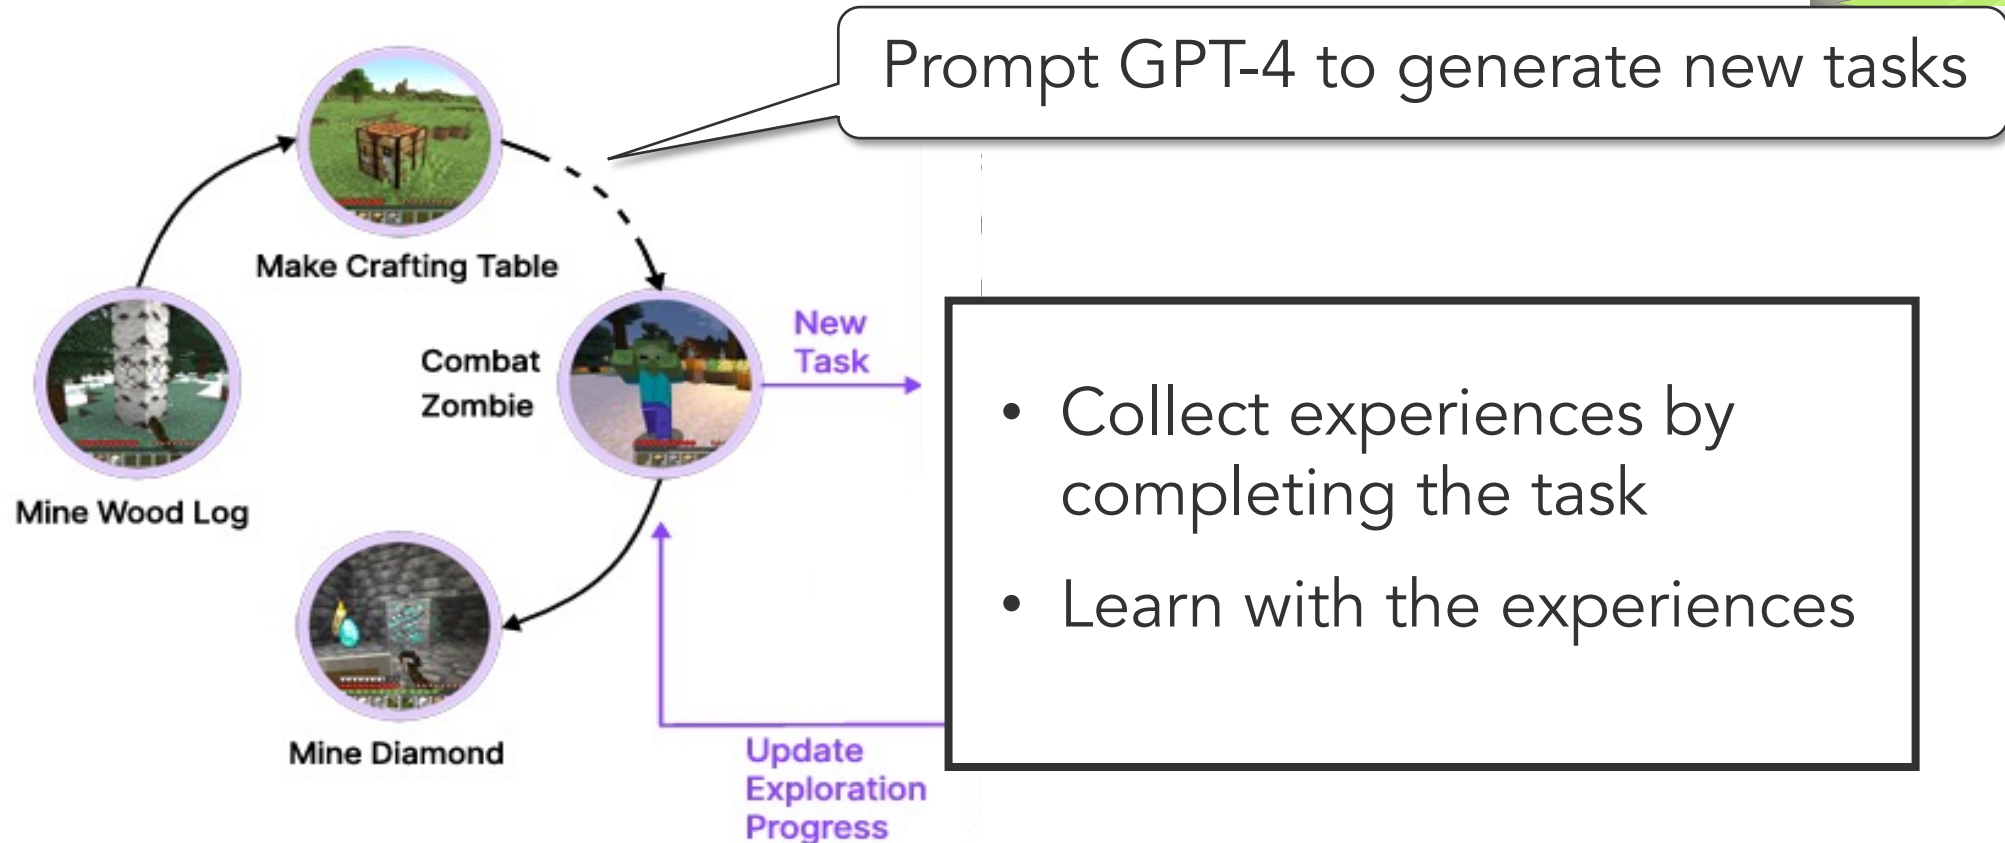 Prompt GPT-4 to generate new tasks
Make Crafting Table
New
Task
Combat
Zombie
Mine Wood Log
• Collect experiences by
completing the task
• Learn with the experiences
Mine Diamond
Update
Exploration
Progress